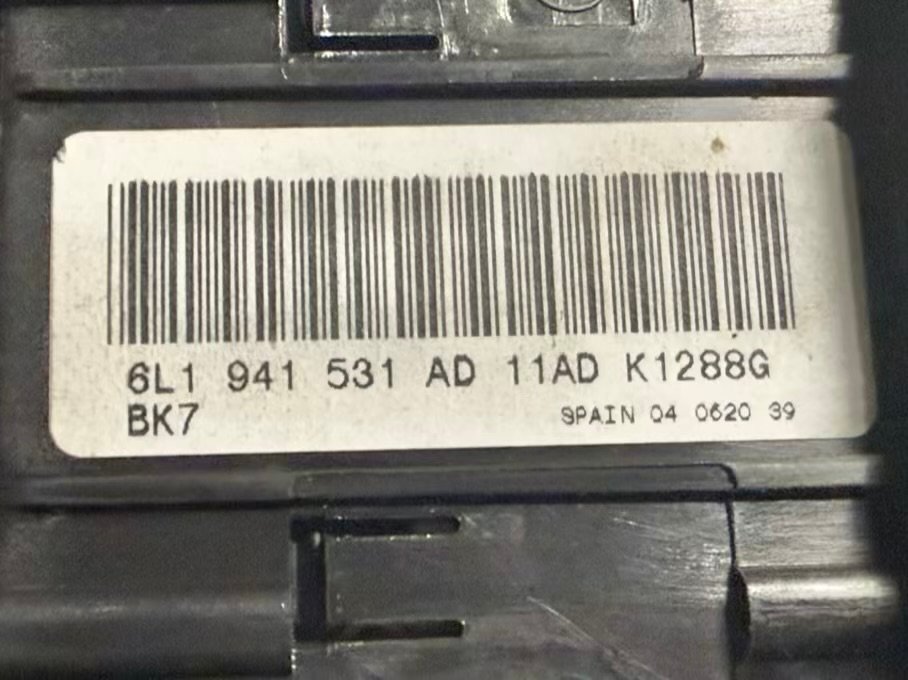 6L1 941 531 AD 11AD K1288G
BK7 SPAIN 04 0620 39